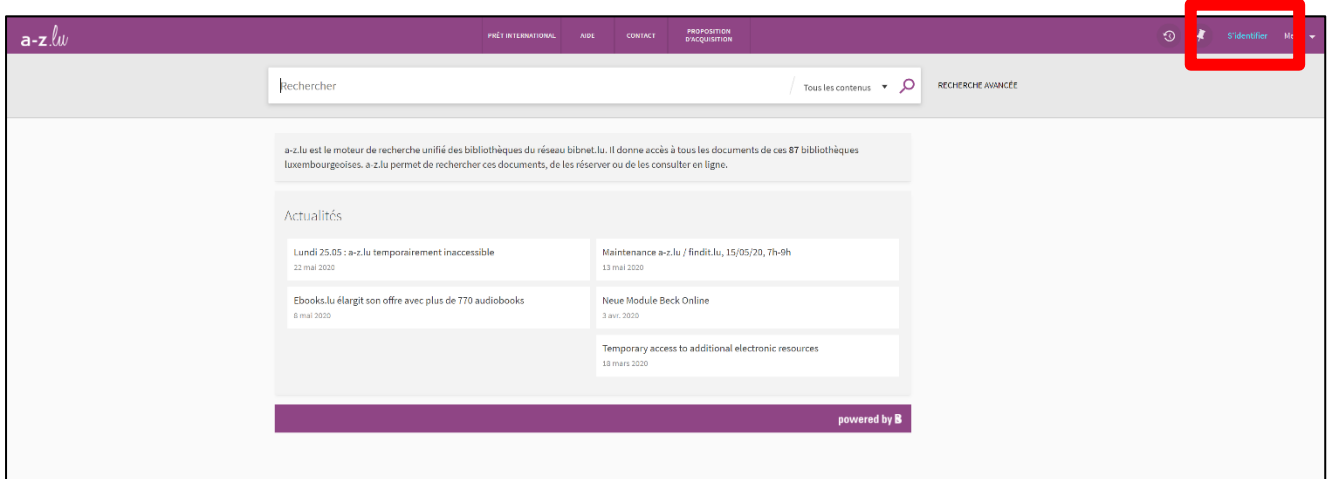 a-z.lu
PRÊT INTERNATIONAL AIDE CONTACT PROPOSITION D'ACQUISITION
S'identifier
Rechercher
Tous les contenus
RECHERCHE AVANCÉE
a-z.lu est le moteur de recherche unifié des bibliothèques du réseau bibnet.lu. Il donne accès à tous les documents de ces 87 bibliothèques
luxembourgeoises. a-z.lu permet de rechercher ces documents, de les réserver ou de les consulter en ligne.
Actualités
Lundi 25.05 : a-z.lu temporairement inaccessible
22 mai 2020
Maintenance a-z.lu / findit.lu, 15/05/20, 7h-9h
13 mai 2020
Ebooks.lu élargit son offre avec plus de 770 audiobooks
8 mai 2020
Neue Module Beck Online
3 avr. 2020
Temporary access to additional electronic resources
18 mars 2020
powered by B